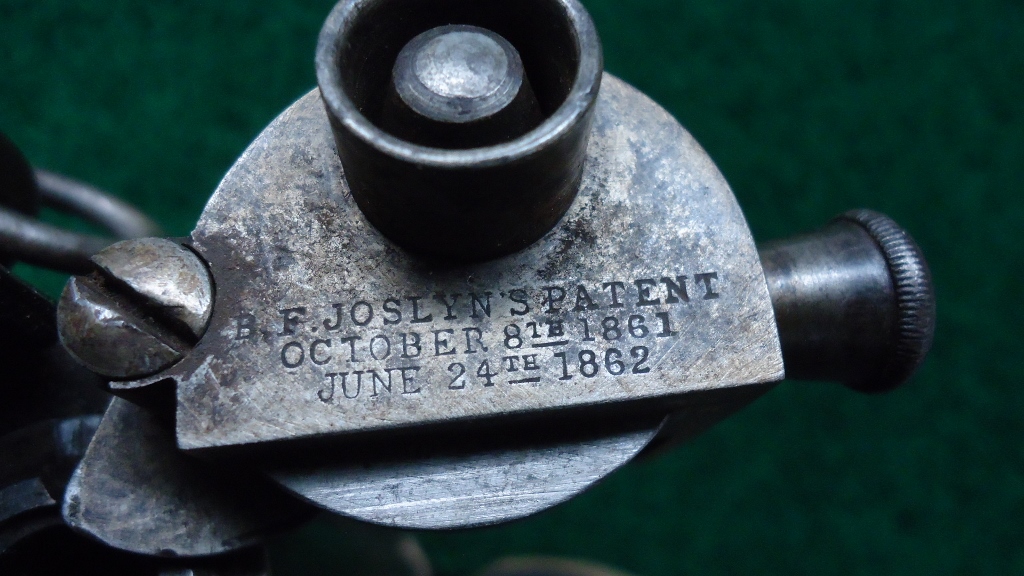 B. F. JOSLYN'S PATENT
OCTOBER 8TH 1861
JUNE 24TH 1862